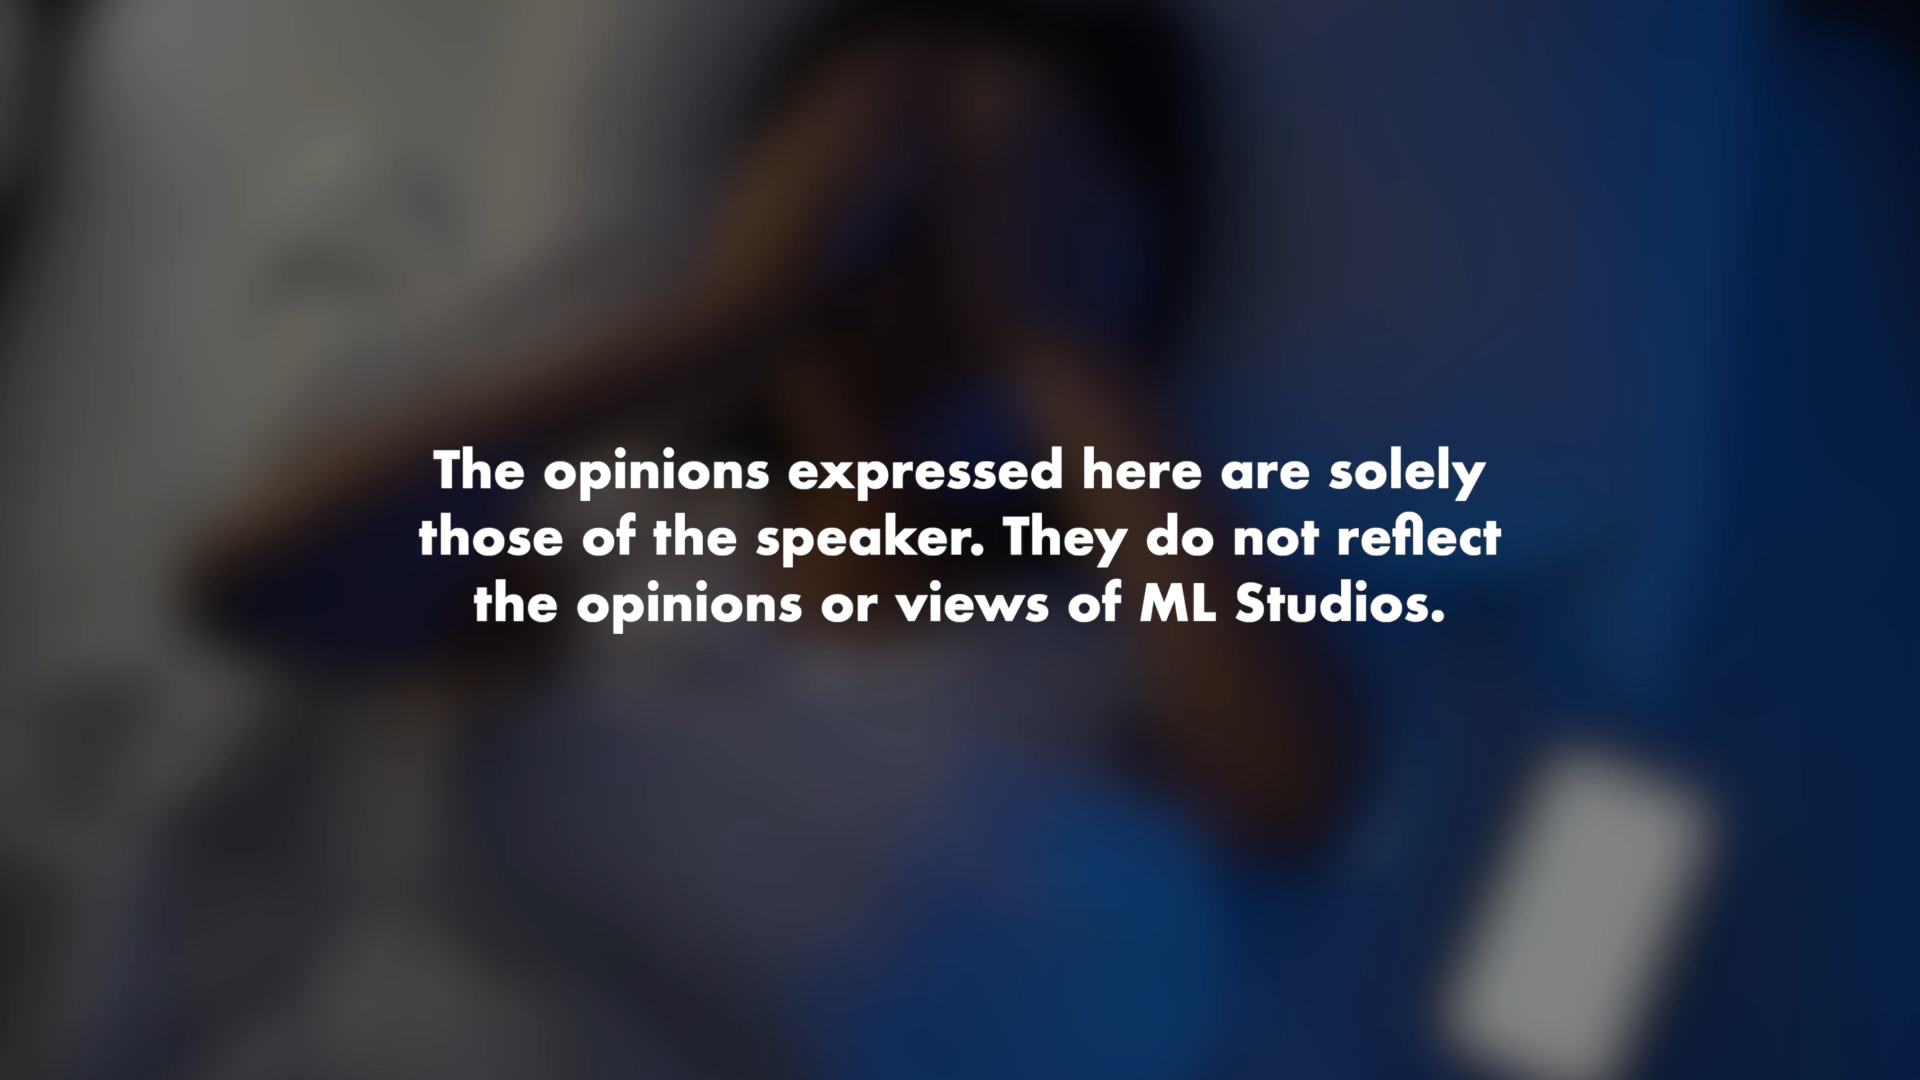 The opinions expressed here are solely
those of the speaker. They do not reflect
the opinions or views of ML Studios.